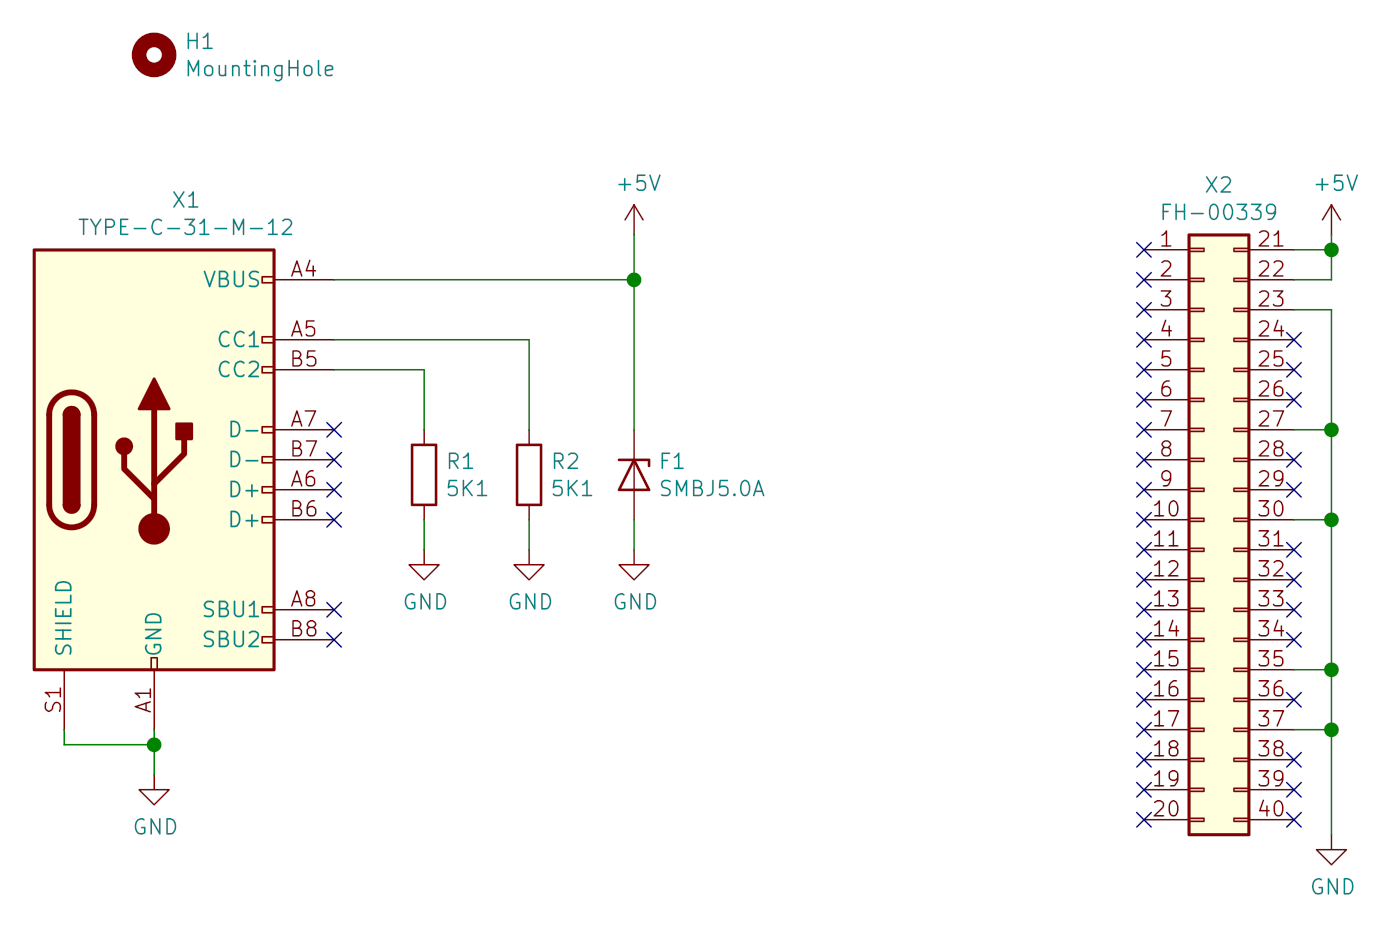 H1
MountingHole
X1
TYPE-C-31-M-12
VBUS
A4
CC1
A5
CC2
B5
D-
A7
D-
B7
D+
A6
D+
B6
SBU1
A8
SBU2
B8
SHIELD
GND
S1
A1
GND
R1
5K1
GND
R2
5K1
GND
+5V
F1
SMBJ5.0A
GND
X2
FH-00339
+5V
1 21
2 22
3 23
4 24
5 25
6 26
7 27
8 28
9 29
10 30
11 31
12 32
13 33
14 34
15 35
16 36
17 37
18 38
19 39
20 40
GND